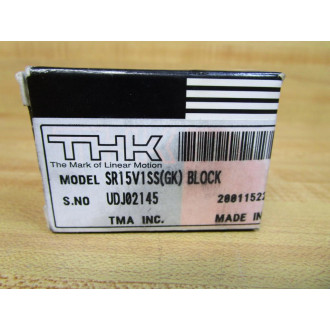 THK
The Mark of Linear Motion
MODEL SR15V1SS(GK) BLOCK
S.NO UDJ02145
TMA INC. MADE IN